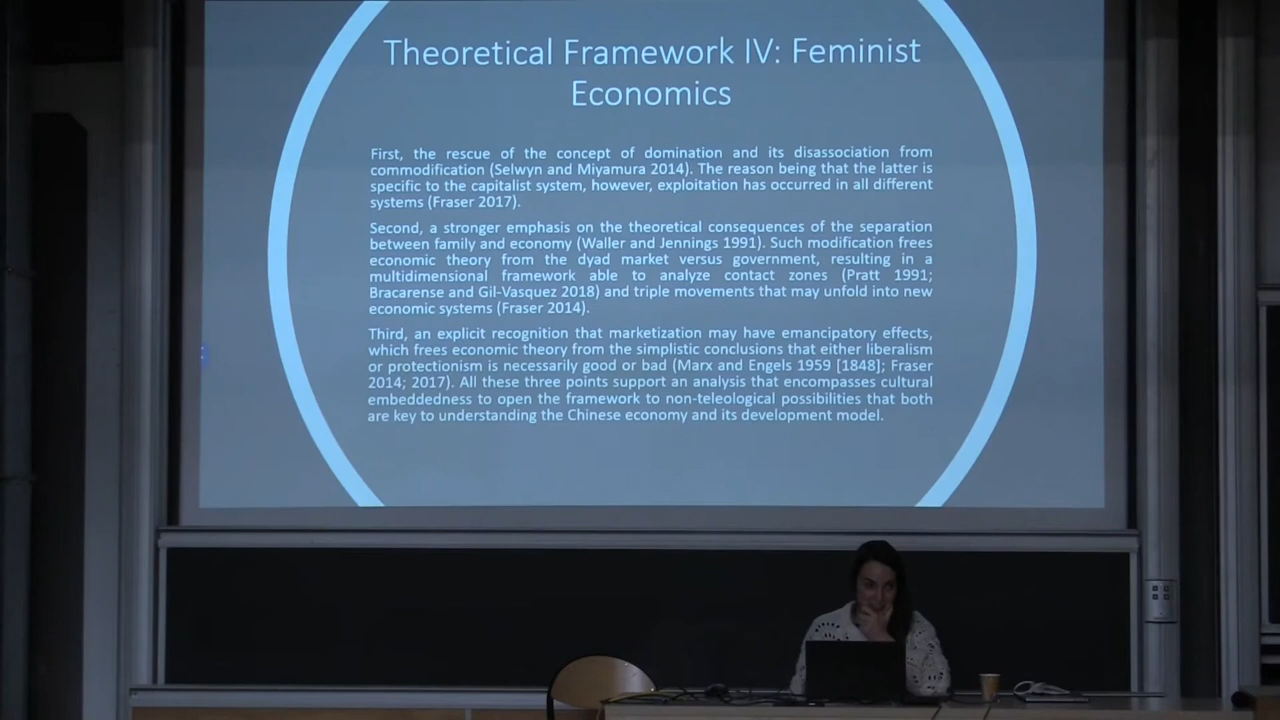 Theoretical Framework IV: Feminist
Economics
First, the rescue of the concept of domination and its disassociation from
commodification (Selwyn and Miyamura 2014). The reason being that the latter is
specific to the capitalist system, however, exploitation has occurred in all different
systems (Fraser 2017).
Second, a stronger emphasis on the theoretical consequences of the separation
between family and economy (Waller and Jennings 1991). Such modification frees
economic theory from the dyad market versus government, resulting in a
multidimensional framework able to analyze contact zones (Pratt 1991;
Bracarense and Gil-Vasquez 2018) and triple movements that may unfold into new
economic systems (Fraser 2014).
Third, an explicit recognition that marketization may have emancipatory effects,
which frees economic theory from the simplistic conclusions that either liberalism
or protectionism is necessarily good or bad (Marx and Engels 1959 [1848]; Fraser
2014; 2017). All these three points support an analysis that encompasses cultural
embeddedness to open the framework to non-teleological possibilities that both
are key to understanding the Chinese economy and its development model.